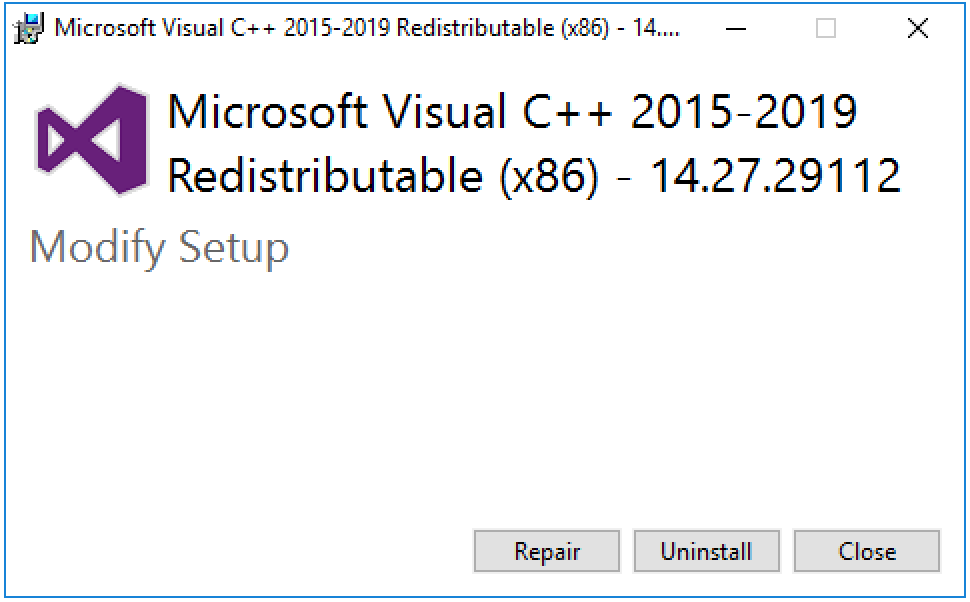 Microsoft Visual C++ 2015-2019 Redistributable (x86) - 14....
Microsoft Visual C++ 2015-2019
Redistributable (x86) - 14.27.29112
Modify Setup
Repair Uninstall Close